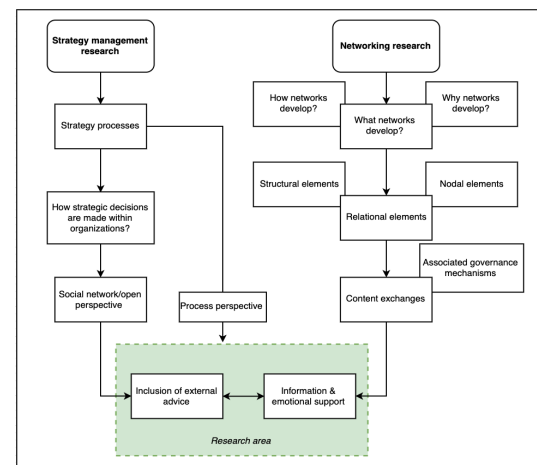 Strategy management
research
Networking research
How networks
develop?
Why networks
develop?
What networks
develop?
Strategy processes
Structural elements
Nodal elements
Relational elements
How strategic decisions
are made within
organizations?
Associated governance
mechanisms
Social network/open
perspective
Process perspective
Content exchanges
Inclusion of external
advice
Information &
emotional support
Research area